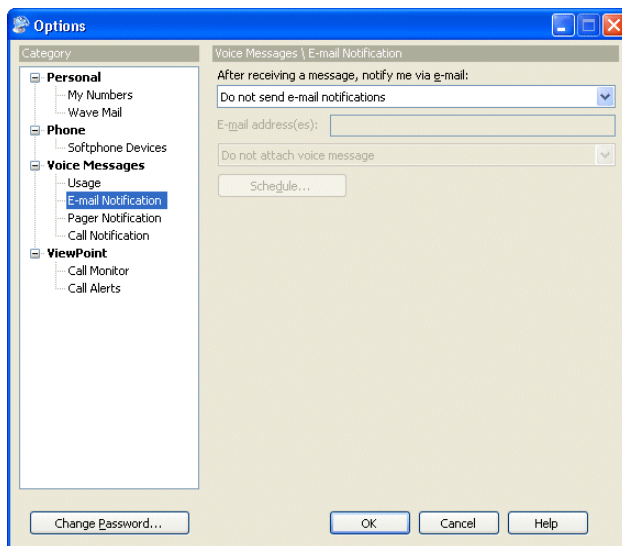 Options
Category
Personal
My Numbers
Wave Mail
Phone
Softphone Devices
Voice Messages
Usage
E-mail Notification
Pager Notification
Call Notification
ViewPoint
Call Monitor
Call Alerts
Voice Messages \ E-mail Notification
After receiving a message, notify me via e-mail:
Do not send e-mail notifications
E-mail address(es):
Do not attach voice message
Schedule...
Change Password...
OK
Cancel
Help